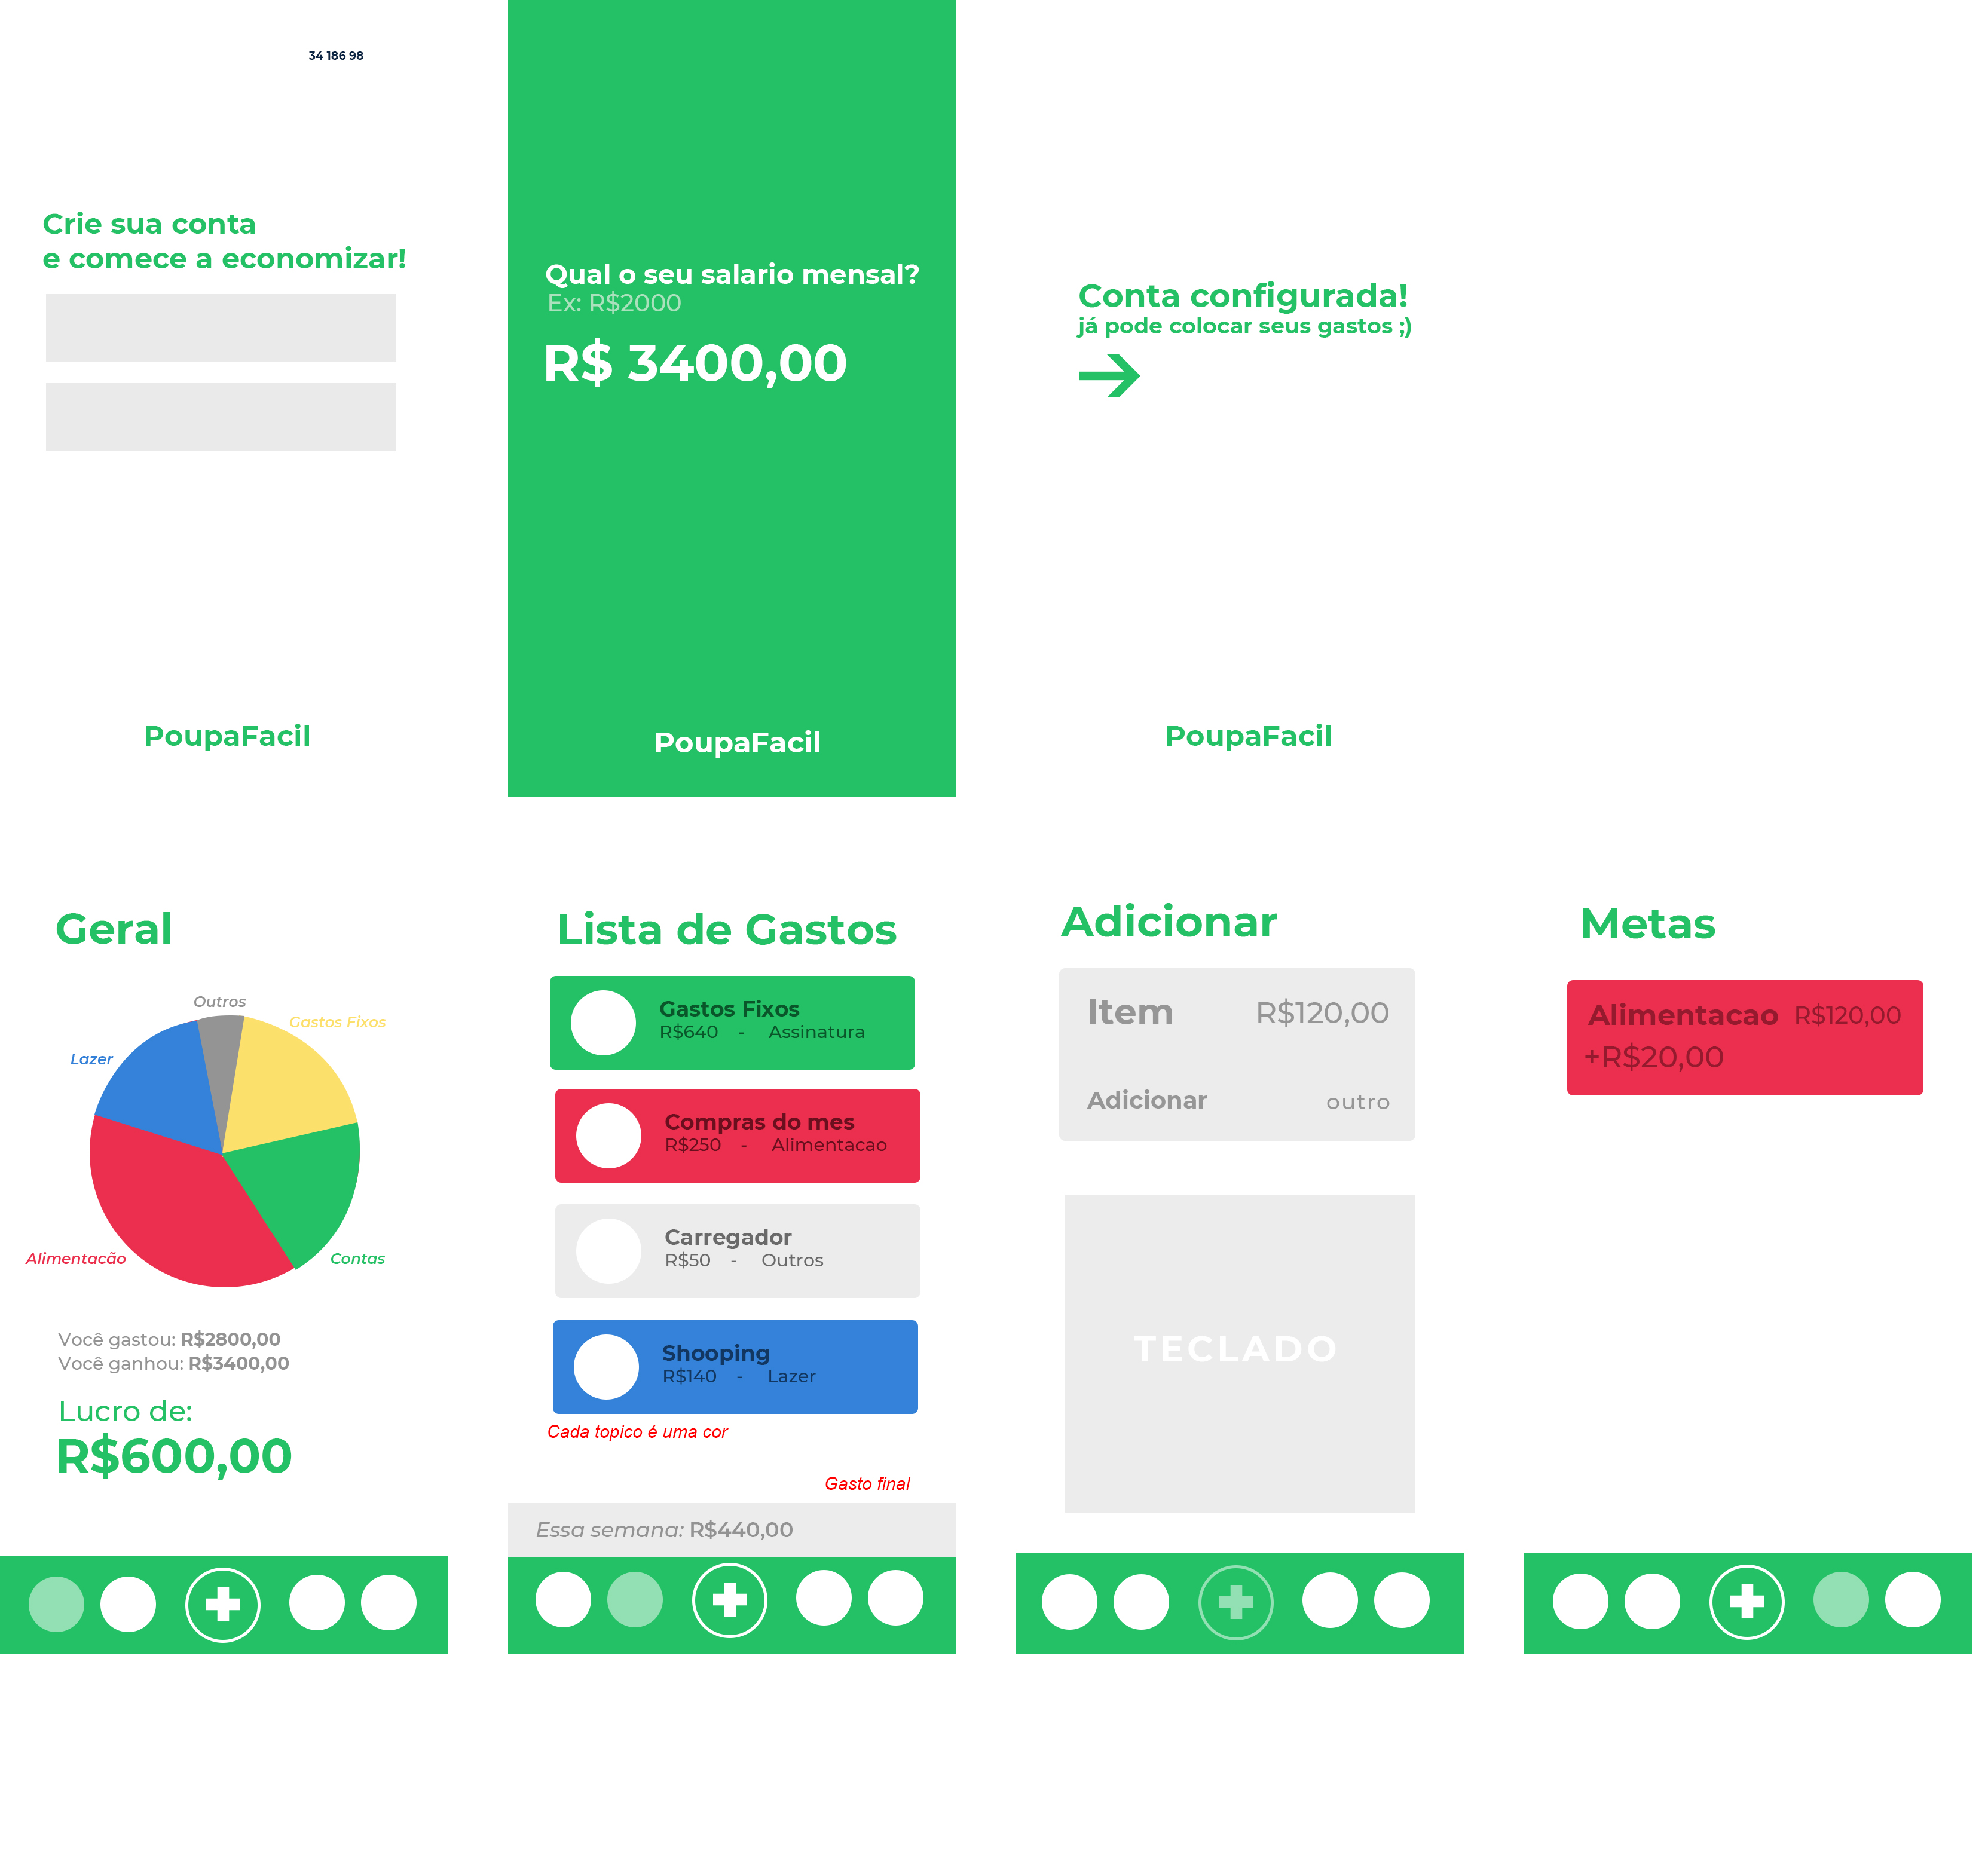 34 186 98
Crie sua conta
e comece a economizar!
PoupaFacil
Qual o seu salario mensal?
Ex: R$2000
R$ 3400,00
PoupaFacil
Conta configurada!
já pode colocar seus gastos ;)
PoupaFacil
Geral
Outros
Gastos Fixos
Lazer
Alimentacão
Contas
Você gastou: R$2800,00
Você ganhou: R$3400,00
Lucro de:
R$600,00
Lista de Gastos
Gastos Fixos
R$640 - Assinatura
Compras do mes
R$250 - Alimentacao
Carregador
R$50 - Outros
Shooping
R$140 - Lazer
Cada topico é uma cor
Gasto final
Essa semana: R$440,00
Adicionar
Item R$120,00
Adicionar outro
TECLADO
Metas
Alimentacao R$120,00
+R$20,00